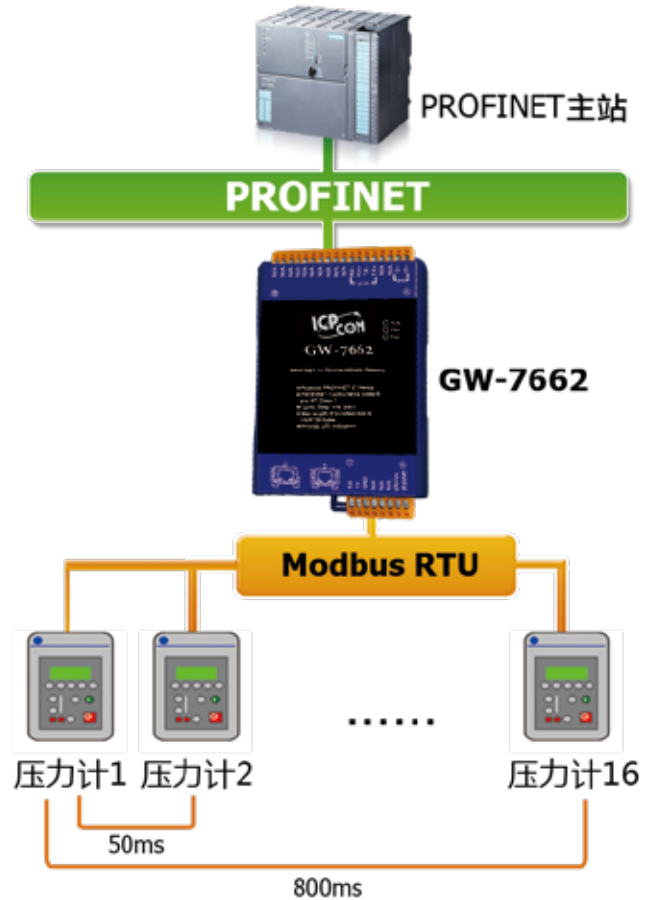 PROFINET主站
PROFINET
ICP
CON
GW-7662
GW-7662
Modbus RTU
压力计1
压力计2
......
压力计16
50ms
800ms